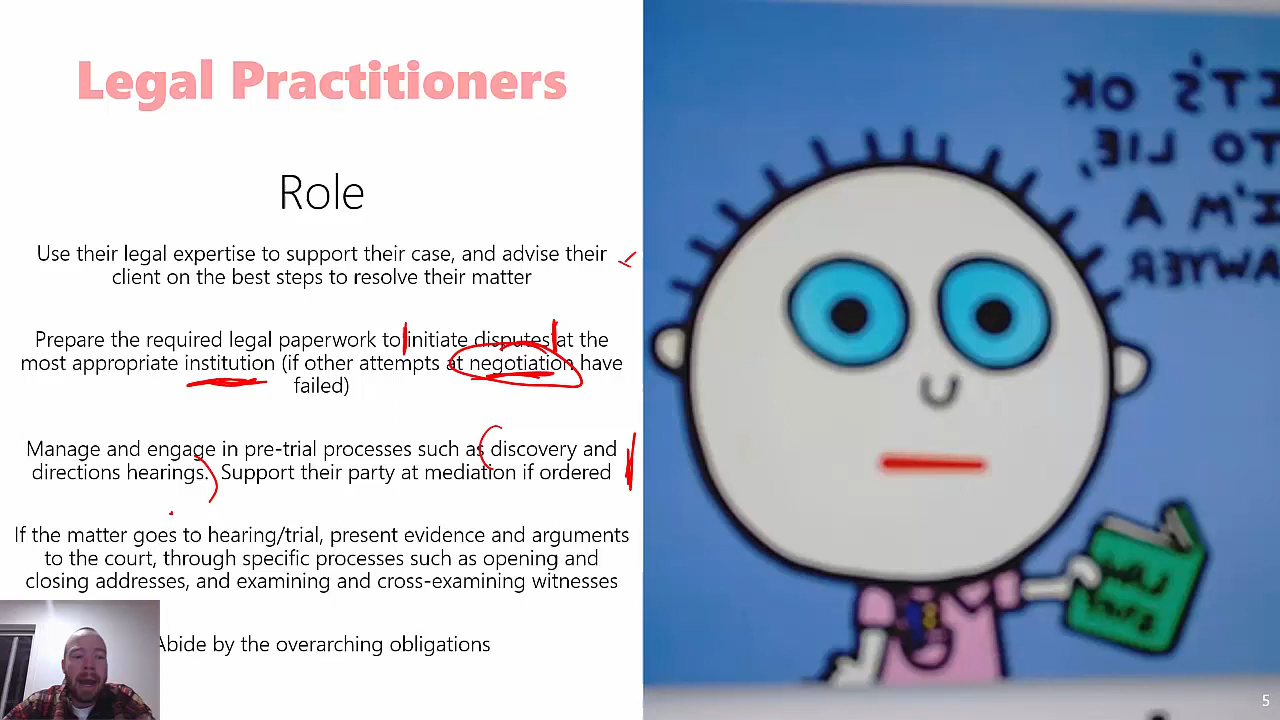 Legal Practitioners
Role
Use their legal expertise to support their case, and advise their
client on the best steps to resolve their matter
Prepare the required legal paperwork to initiate disputes at the
most appropriate institution (if other attempts at negotiation have
failed)
Manage and engage in pre-trial processes such as discovery and
directions hearings. Support their party at mediation if ordered
If the matter goes to hearing/trial, present evidence and arguments
to the court, through specific processes such as opening and
closing addresses, and examining and cross-examining witnesses
Abide by the overarching obligations
IT'S OK
TO LIE,
I'M A
LAWYER
5